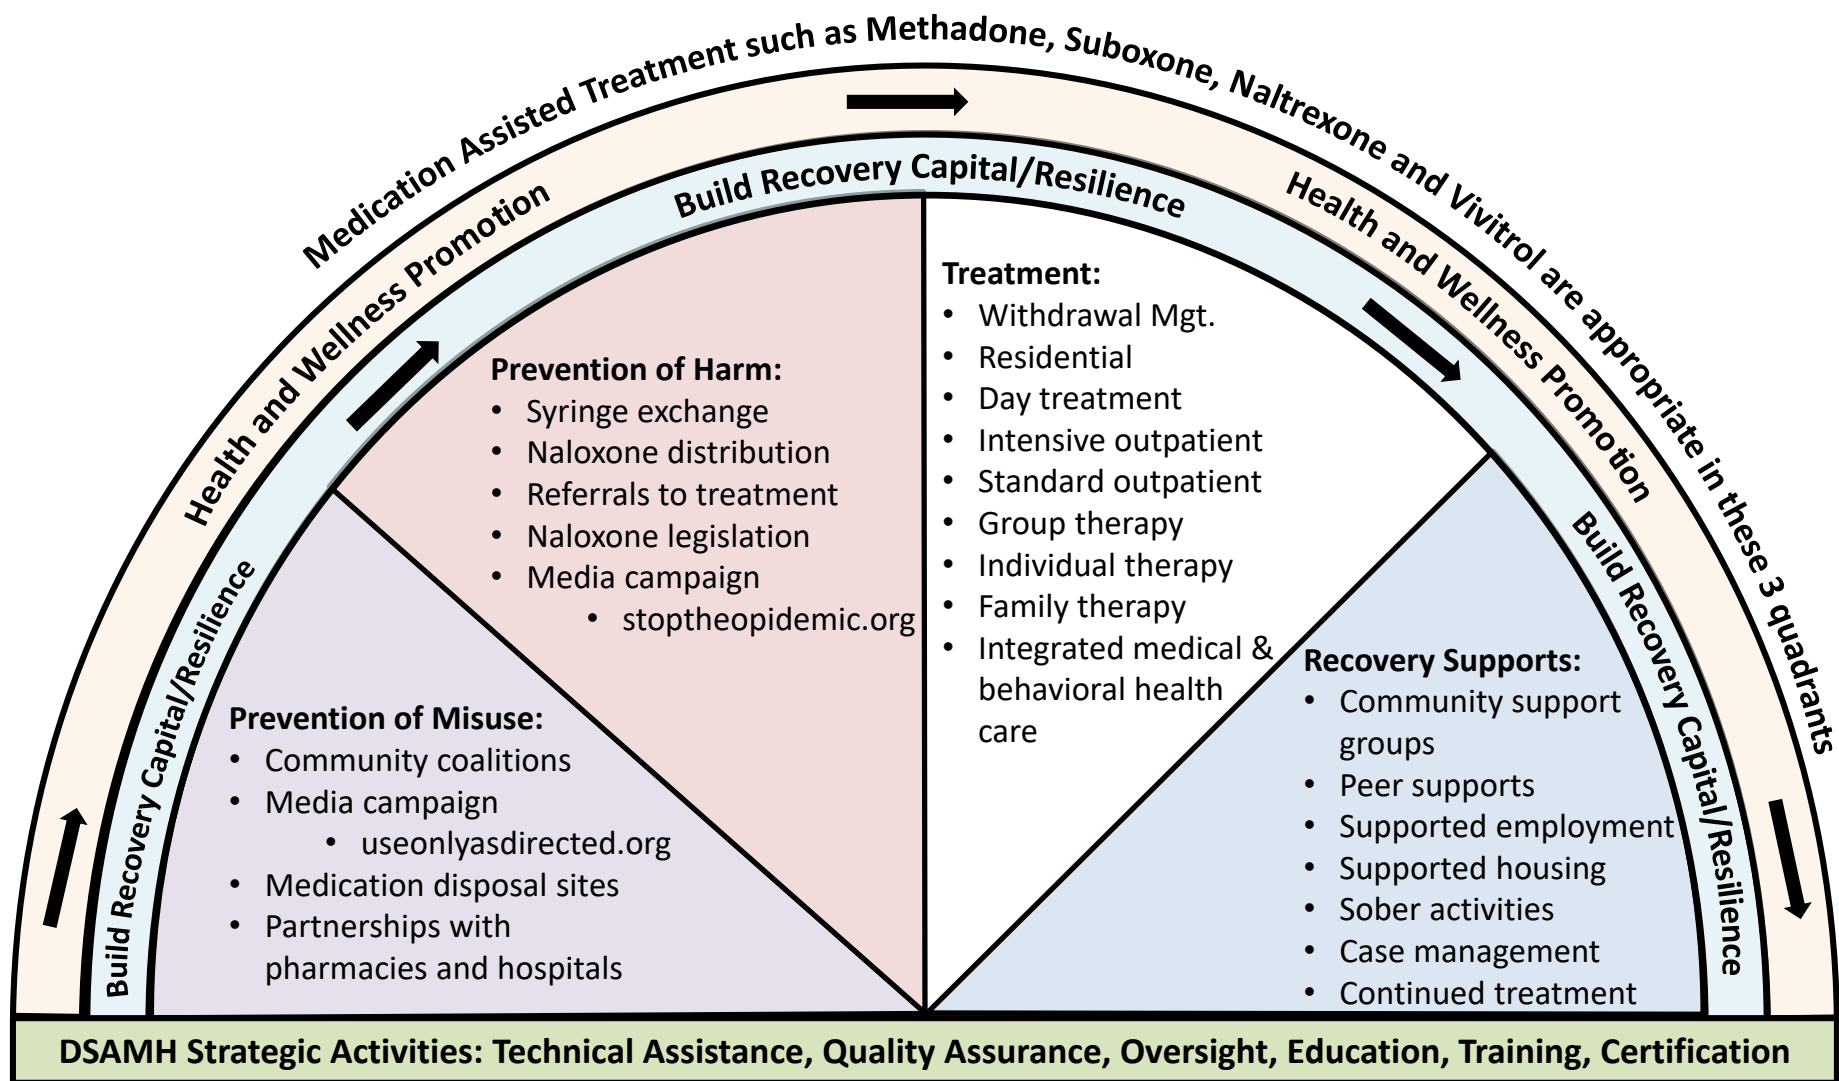 Medication Assisted Treatment such as Methadone, Suboxone, Naltrexone and Vivitrol are appropriate in these 3 quadrants
Health and Wellness Promotion
Health and Wellness Promotion
Build Recovery Capital/Resilience
Build Recovery Capital/Resilience
Build Recovery Capital/Resilience
Prevention of Misuse:
• Community coalitions
• Media campaign
• useonlyasdirected.org
• Medication disposal sites
• Partnerships with
pharmacies and hospitals
Prevention of Harm:
• Syringe exchange
• Naloxone distribution
• Referrals to treatment
• Naloxone legislation
• Media campaign
• stoptheopidemic.org
Treatment:
• Withdrawal Mgt.
• Residential
• Day treatment
• Intensive outpatient
• Standard outpatient
• Group therapy
• Individual therapy
• Family therapy
• Integrated medical &
behavioral health
care
Recovery Supports:
• Community support
groups
• Peer supports
• Supported employment
• Supported housing
• Sober activities
• Case management
• Continued treatment
DSAMH Strategic Activities: Technical Assistance, Quality Assurance, Oversight, Education, Training, Certification